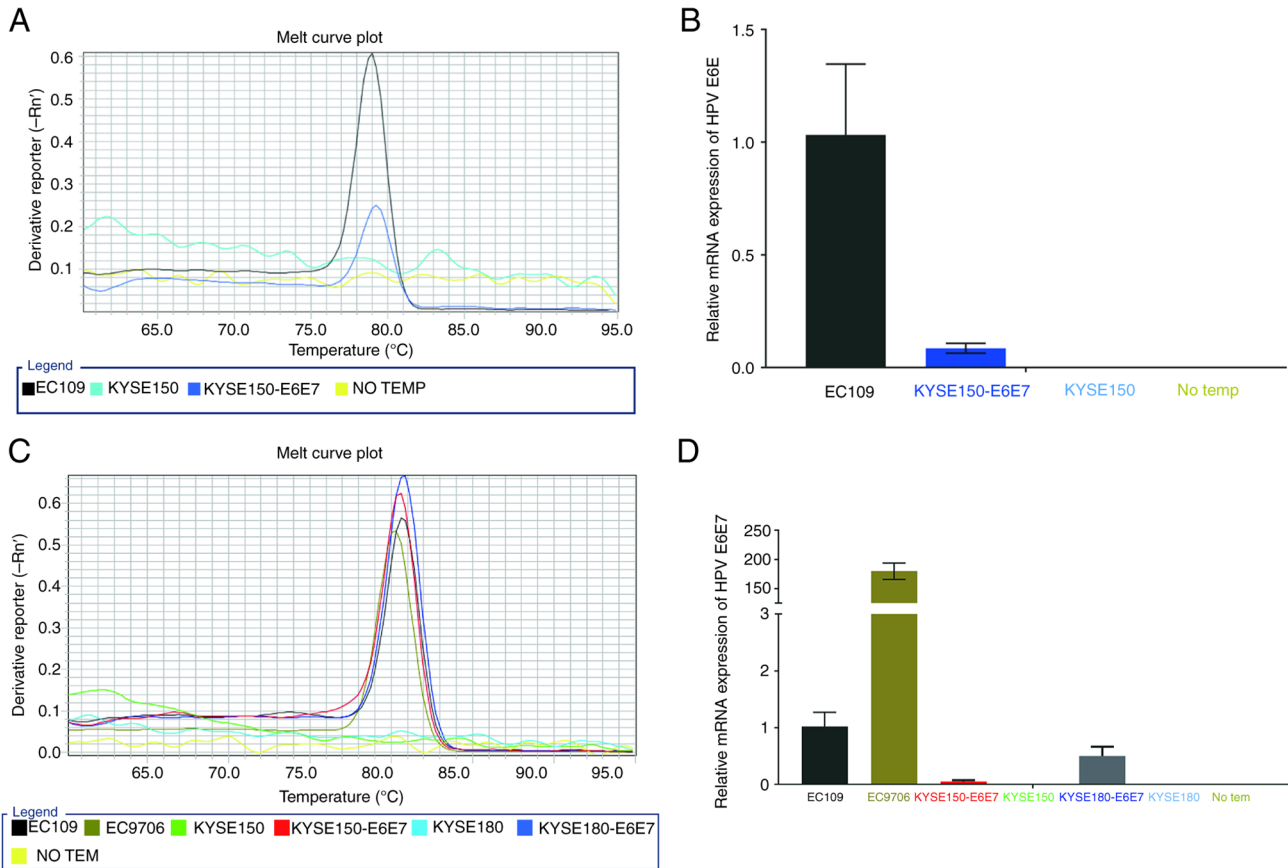 A
Melt curve plot
Derivative reporter (–Rn')
0.6
0.5
0.4
0.3
0.2
0.1
65.0 70.0 75.0 80.0 85.0 90.0 95.0
Temperature (°C)
Legend
EC109 KYSE150 KYSE150-E6E7 NO TEMP
B
Relative mRNA expression of HPV E6E
1.5
1.0
0.5
0.0
EC109 KYSE150-E6E7 KYSE150 No temp
C
Melt curve plot
Derivative reporter (–Rn')
0.6
0.5
0.4
0.3
0.2
0.1
0.0
65.0 70.0 75.0 80.0 85.0 90.0 95.0
Temperature (°C)
Legend
EC109 EC9706 KYSE150 KYSE150-E6E7 KYSE180 KYSE180-E6E7
NO TEM
D
Relative mRNA expression of HPV E6E7
250
200
150
3
2
1
0
EC109 EC9706 KYSE150-E6E7 KYSE150 KYSE180-E6E7 KYSE180 No tem